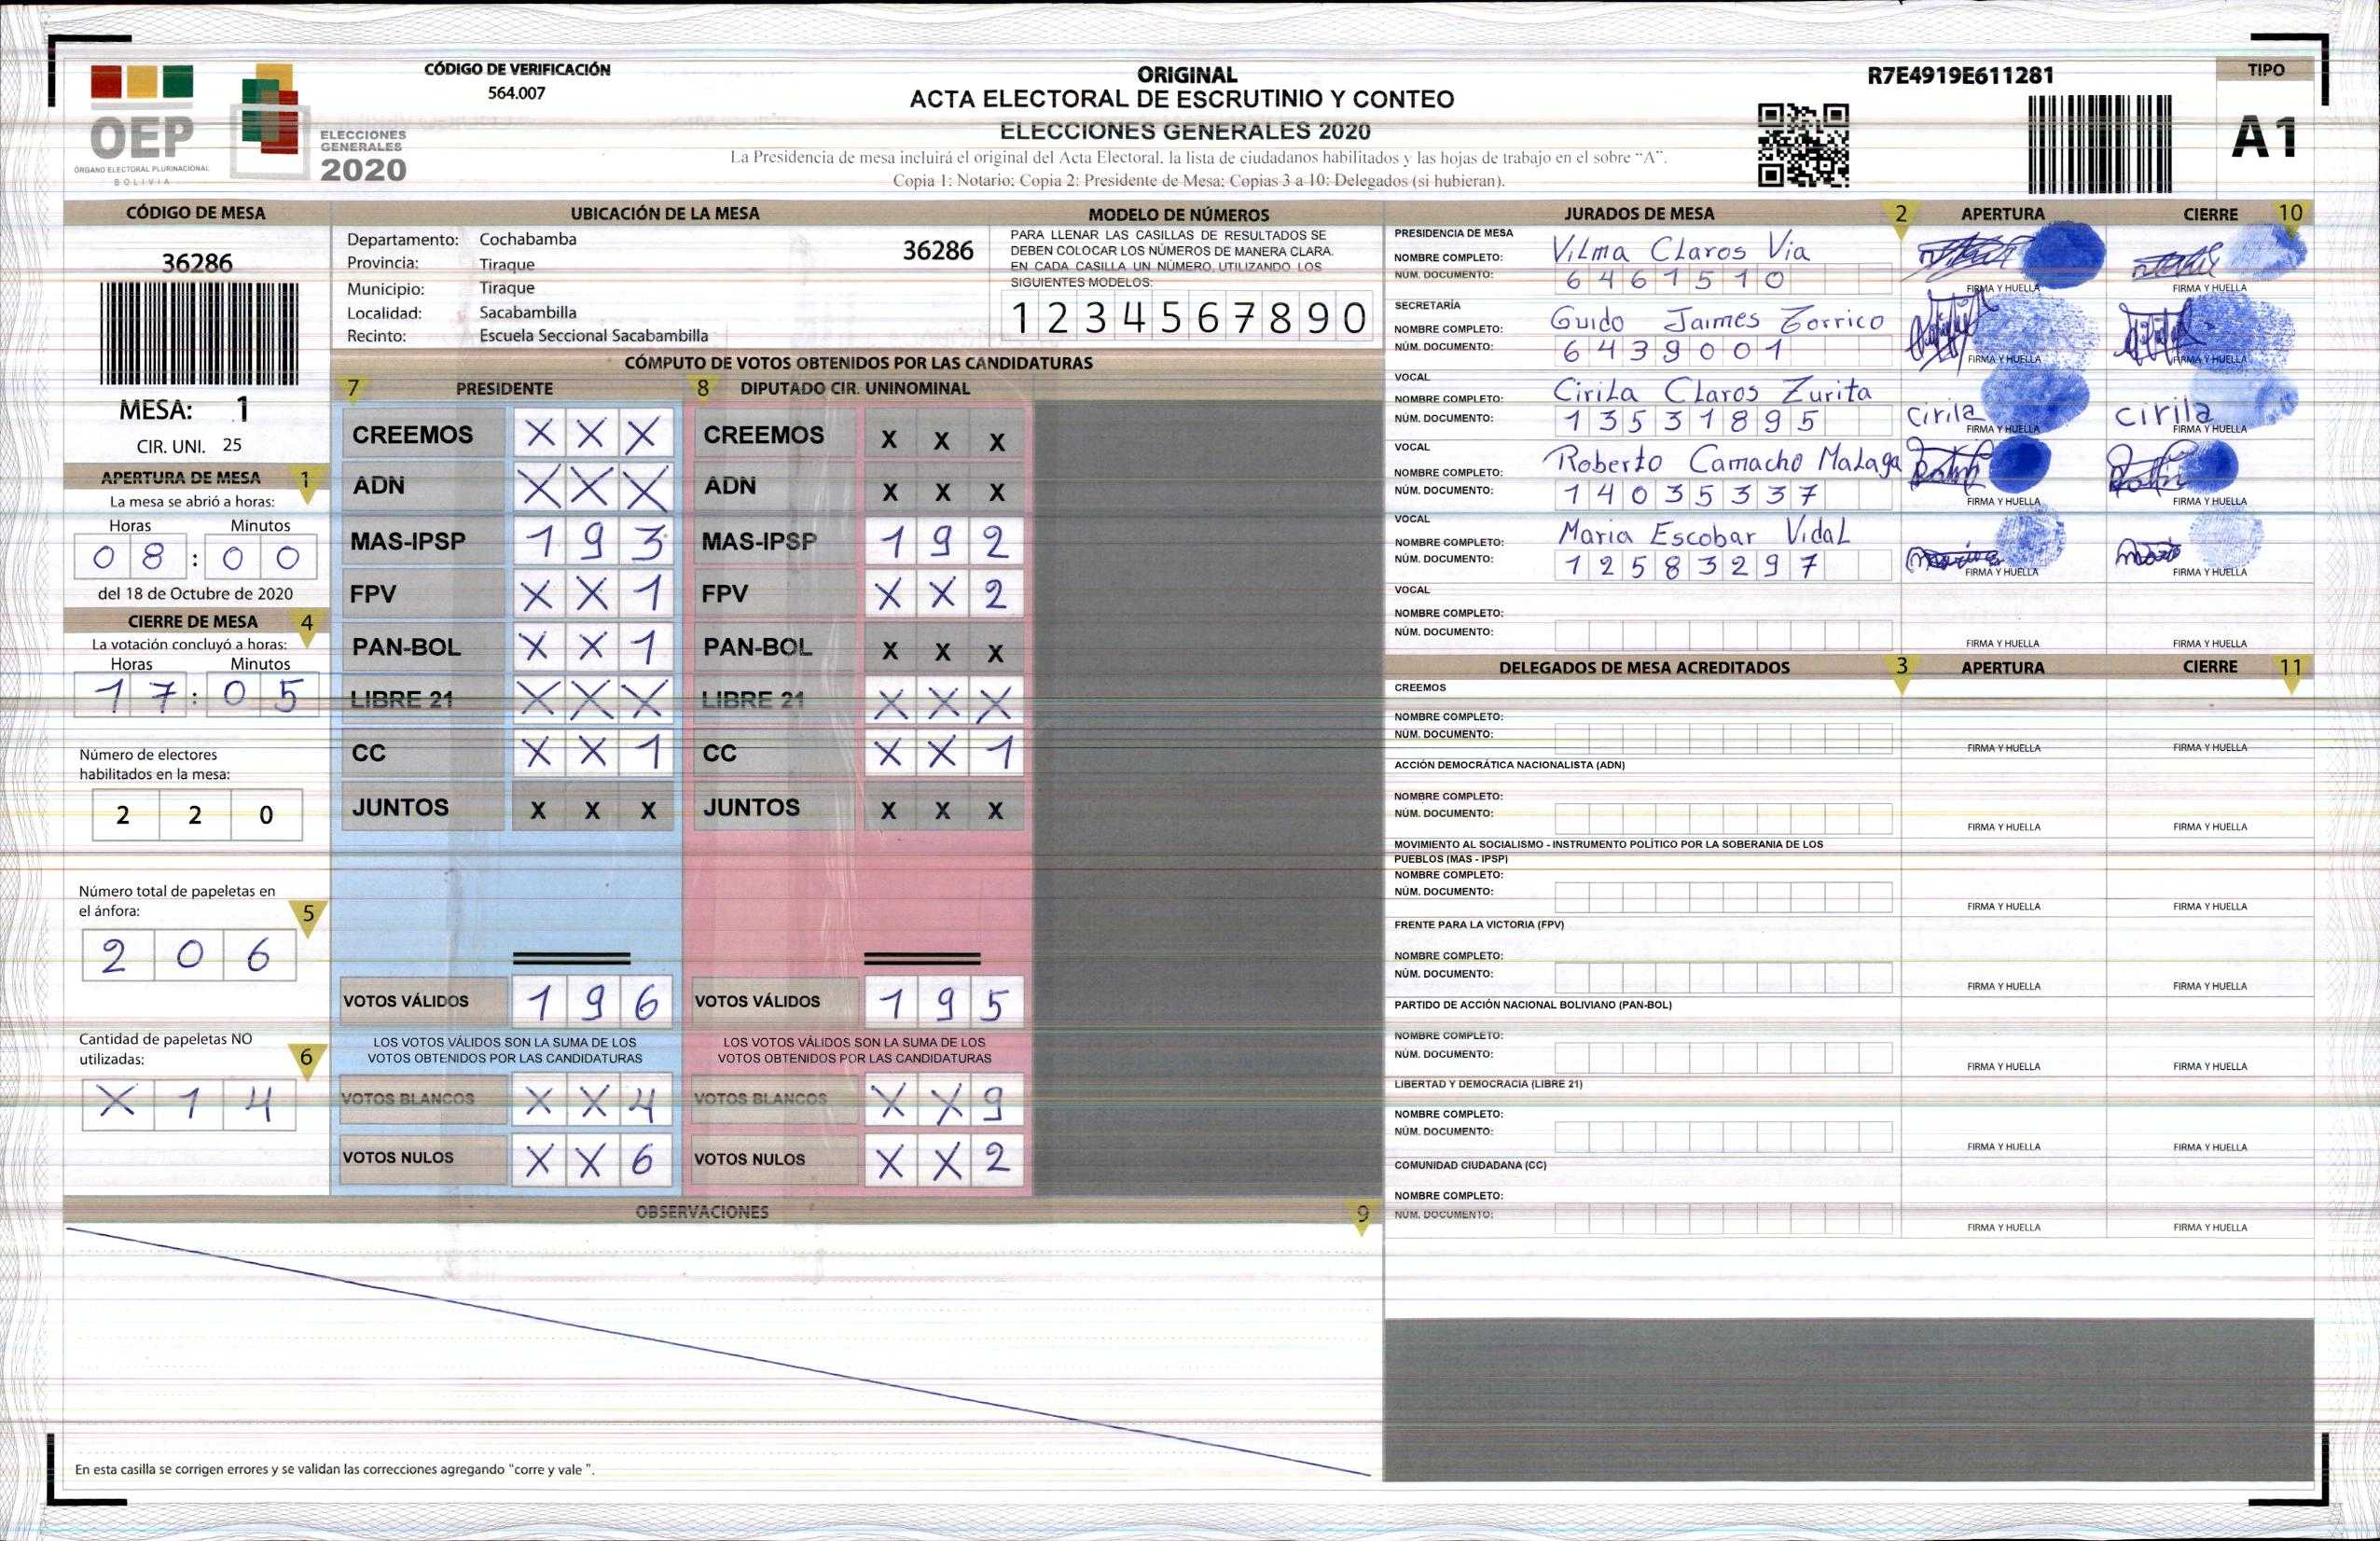 OEP
ÓRGANO ELECTORAL PLURINACIONAL
BOLIVIA
ELECCIONES
GENERALES
2020
CÓDIGO DE VERIFICACIÓN
564.007
ORIGINAL
ACTA ELECTORAL DE ESCRUTINIO Y CONTEO
ELECCIONES GENERALES 2020
La Presidencia de mesa incluirá el original del Acta Electoral, la lista de ciudadanos habilitados y las hojas de trabajo en el sobre "A".
Copia 1: Notario; Copia 2: Presidente de Mesa; Copias 3 a 10: Delegados (si hubieran).
R7E4919E611281
TIPO
A1
CÓDIGO DE MESA
36286
MESA: 1
CIR. UNI. 25
APERTURA DE MESA 1
La mesa se abrió a horas:
Horas Minutos
0 8 : 0 0
del 18 de Octubre de 2020
CIERRE DE MESA 4
La votación concluyó a horas:
Horas Minutos
1 7 : 0 5
Número de electores
habilitados en la mesa:
2 2 0
Número total de papeletas en
el ánfora: 5
2 0 6
Cantidad de papeletas NO
utilizadas: 6
X 1 4
UBICACIÓN DE LA MESA
Departamento: Cochabamba 36286
Provincia: Tiraque
Municipio: Tiraque
Localidad: Sacabambilla
Recinto: Escuela Seccional Sacabambilla
MODELO DE NÚMEROS
PARA LLENAR LAS CASILLAS DE RESULTADOS SE
DEBEN COLOCAR LOS NÚMEROS DE MANERA CLARA.
EN CADA CASILLA UN NÚMERO, UTILIZANDO LOS
SIGUIENTES MODELOS:
1 2 3 4 5 6 7 8 9 0
CÓMPUTO DE VOTOS OBTENIDOS POR LAS CANDIDATURAS
7 PRESIDENTE 8 DIPUTADO CIR. UNINOMINAL
CREEMOS X X X CREEMOS X X X
ADN X X X ADN X X X
MAS-IPSP 1 9 3 MAS-IPSP 1 9 2
FPV X X 1 FPV X X 2
PAN-BOL X X 1 PAN-BOL X X X
LIBRE 21 X X X LIBRE 21 X X X
CC X X 1 CC X X 1
JUNTOS X X X JUNTOS X X X
VOTOS VÁLIDOS 1 9 6 VOTOS VÁLIDOS 1 9 5
LOS VOTOS VÁLIDOS SON LA SUMA DE LOS LOS VOTOS VÁLIDOS SON LA SUMA DE LOS
VOTOS OBTENIDOS POR LAS CANDIDATURAS VOTOS OBTENIDOS POR LAS CANDIDATURAS
VOTOS BLANCOS X X 4 VOTOS BLANCOS X X 9
VOTOS NULOS X X 6 VOTOS NULOS X X 2
OBSERVACIONES 9
En esta casilla se corrigen errores y se validan las correcciones agregando "corre y vale ".
JURADOS DE MESA 2 APERTURA CIERRE 10
PRESIDENCIA DE MESA
NOMBRE COMPLETO: Vilma Claros Via
NÚM. DOCUMENTO: 6 4 6 1 5 1 0
FIRMA Y HUELLA FIRMA Y HUELLA
SECRETARÍA
NOMBRE COMPLETO: Guido Jaimes Zorrico
NÚM. DOCUMENTO: 6 4 3 9 0 0 1
FIRMA Y HUELLA FIRMA Y HUELLA
VOCAL
NOMBRE COMPLETO: Cirila Claros Zurita
NÚM. DOCUMENTO: 1 3 5 3 1 8 9 5
Cirila Cirila
FIRMA Y HUELLA FIRMA Y HUELLA
VOCAL
NOMBRE COMPLETO: Roberto Camacho Malaga
NÚM. DOCUMENTO: 1 4 0 3 5 3 3 7
FIRMA Y HUELLA FIRMA Y HUELLA
VOCAL
NOMBRE COMPLETO: Maria Escobar Vidal
NÚM. DOCUMENTO: 1 2 5 8 3 2 9 7
FIRMA Y HUELLA FIRMA Y HUELLA
VOCAL
NOMBRE COMPLETO:
NÚM. DOCUMENTO:
FIRMA Y HUELLA FIRMA Y HUELLA
DELEGADOS DE MESA ACREDITADOS 3 APERTURA CIERRE 11
CREEMOS
NOMBRE COMPLETO:
NÚM. DOCUMENTO:
FIRMA Y HUELLA FIRMA Y HUELLA
ACCIÓN DEMOCRÁTICA NACIONALISTA (ADN)
NOMBRE COMPLETO:
NÚM. DOCUMENTO:
FIRMA Y HUELLA FIRMA Y HUELLA
MOVIMIENTO AL SOCIALISMO - INSTRUMENTO POLÍTICO POR LA SOBERANIA DE LOS
PUEBLOS (MAS - IPSP)
NOMBRE COMPLETO:
NÚM. DOCUMENTO:
FIRMA Y HUELLA FIRMA Y HUELLA
FRENTE PARA LA VICTORIA (FPV)
NOMBRE COMPLETO:
NÚM. DOCUMENTO:
FIRMA Y HUELLA FIRMA Y HUELLA
PARTIDO DE ACCIÓN NACIONAL BOLIVIANO (PAN-BOL)
NOMBRE COMPLETO:
NÚM. DOCUMENTO:
FIRMA Y HUELLA FIRMA Y HUELLA
LIBERTAD Y DEMOCRACIA (LIBRE 21)
NOMBRE COMPLETO:
NÚM. DOCUMENTO:
FIRMA Y HUELLA FIRMA Y HUELLA
COMUNIDAD CIUDADANA (CC)
NOMBRE COMPLETO:
NÚM. DOCUMENTO:
FIRMA Y HUELLA FIRMA Y HUELLA